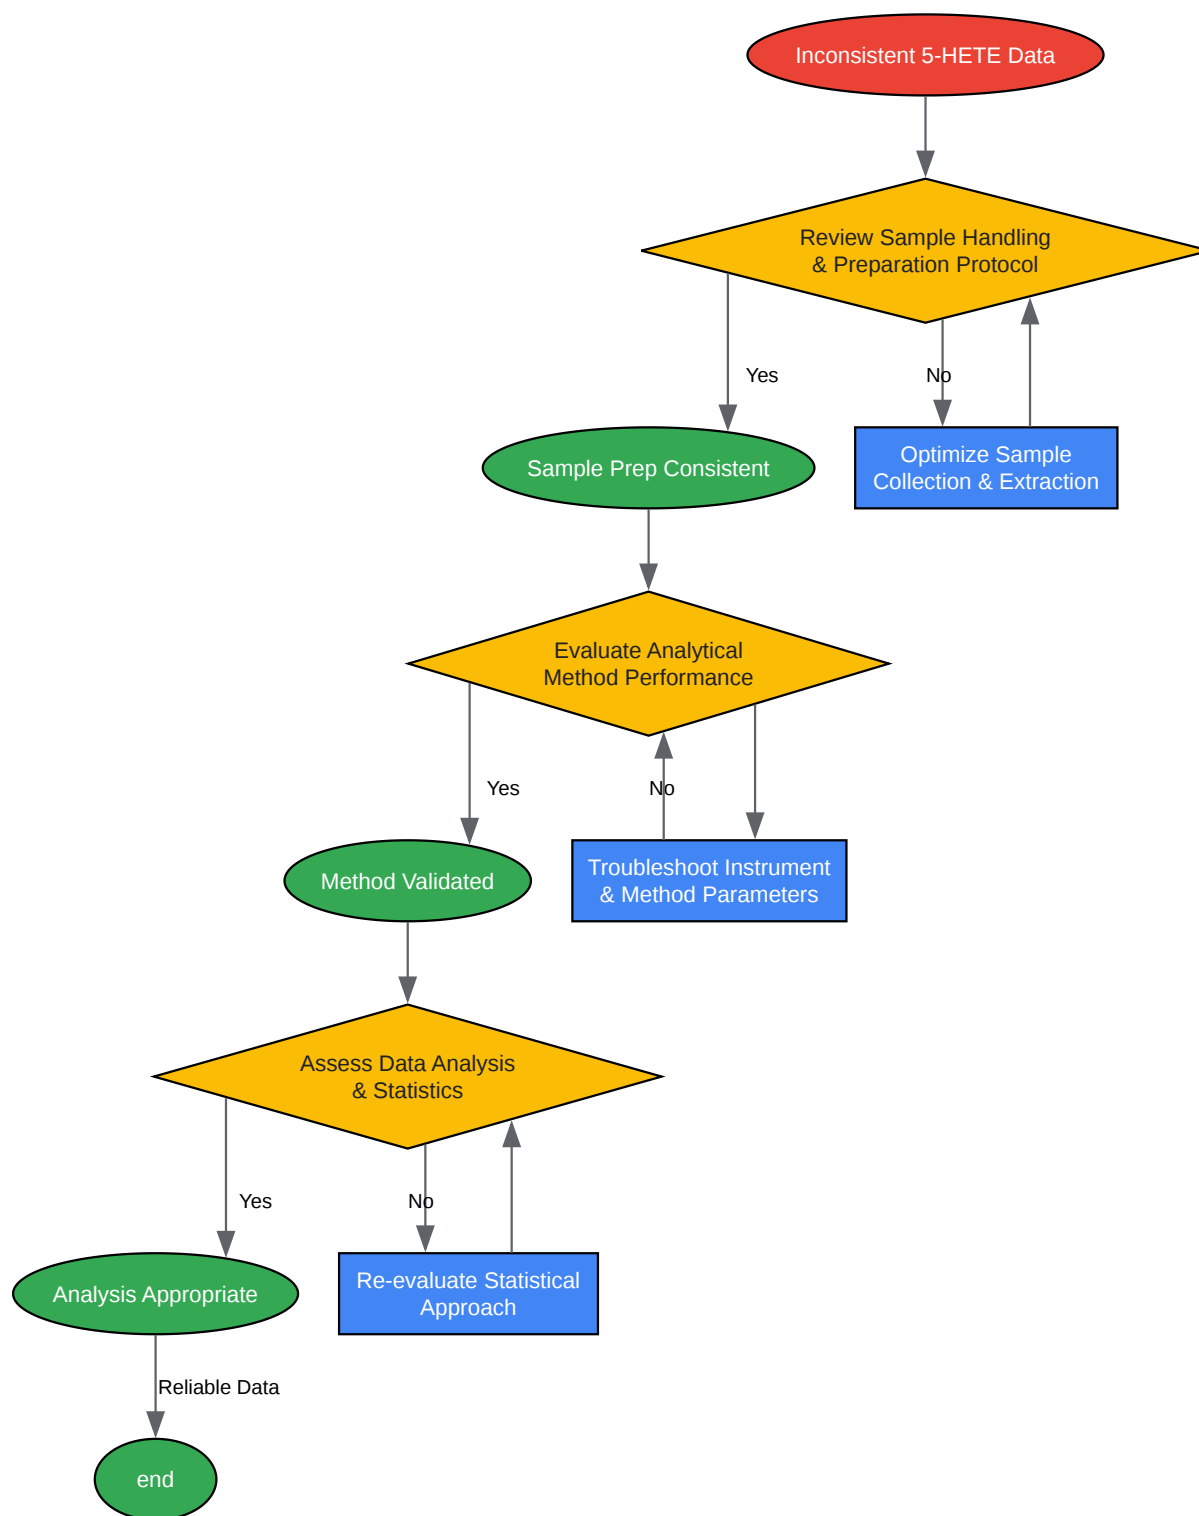 Inconsistent 5-HETE Data
Review Sample Handling
& Preparation Protocol
Yes
No
Sample Prep Consistent
Optimize Sample
Collection & Extraction
Evaluate Analytical
Method Performance
Yes
No
Method Validated
Troubleshoot Instrument
& Method Parameters
Assess Data Analysis
& Statistics
Yes
No
Analysis Appropriate
Re-evaluate Statistical
Approach
Reliable Data
end